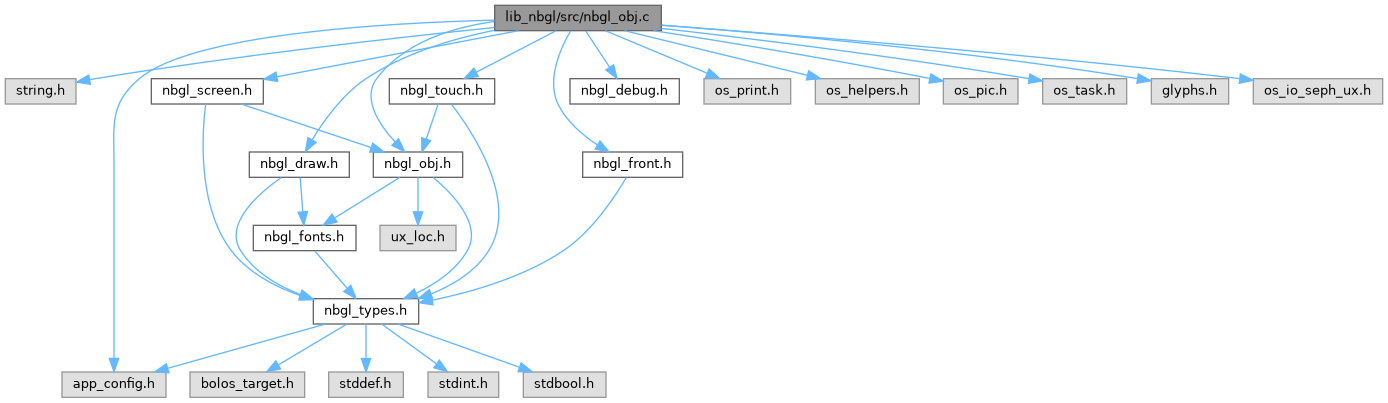 lib_nbgl/src/nbgl_obj.c
string.h
nbgl_screen.h
nbgl_touch.h
nbgl_debug.h
os_print.h
os_helpers.h
os_pic.h
os_task.h
glyphs.h
os_io_seph_ux.h
nbgl_draw.h
nbgl_obj.h
nbgl_front.h
nbgl_fonts.h
ux_loc.h
nbgl_types.h
app_config.h
bolos_target.h
stddef.h
stdint.h
stdbool.h